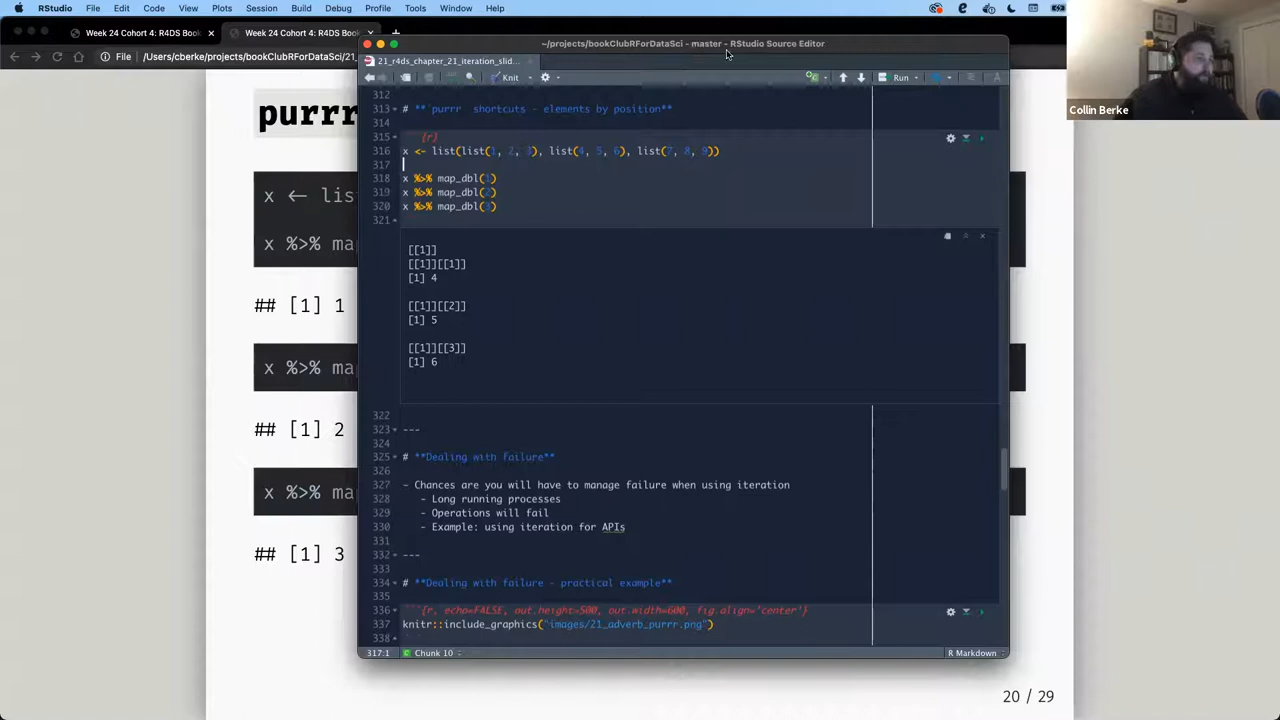 RStudio File Edit Code View Plots Session Build Debug Profile Tools Window Help
Week 24 Cohort 4: R4DS Book
Week 24 Cohort 4: R4DS Book
File /Users/cberke/projects/bookClubRForDataSci/21_
~/projects/bookClubRForDataSci - master - RStudio Source Editor
21_r4ds_chapter_21_iteration_slid...
Knit
Run
Collin Berke
312
313 # **`purrr` shortcuts - elements by position**
314
315 ```{r}
316 x <- list(list(1, 2, 3), list(4, 5, 6), list(7, 8, 9))
317
318 x %>% map_dbl(1)
319 x %>% map_dbl(2)
320 x %>% map_dbl(3)
321
[[1]]
[[1]][[1]]
[1] 4
[[1]][[2]]
[1] 5
[[1]][[3]]
[1] 6
322
323 ---
324
325 # **Dealing with failure**
326
327 - Chances are you will have to manage failure when using iteration
328 - Long running processes
329 - Operations will fail
330 - Example: using iteration for APIs
331
332 ---
333
334 # **Dealing with failure - practical example**
335
336 ```{r, echo=FALSE, out.height=500, out.width=600, fig.align='center'}
337 knitr::include_graphics("images/21_adverb_purrr.png")
338 ```
317:1 Chunk 10 R Markdown
purrr
x <- lis
x %>% ma
## [1] 1
x %>% ma
## [1] 2
x %>% ma
## [1] 3
20 / 29